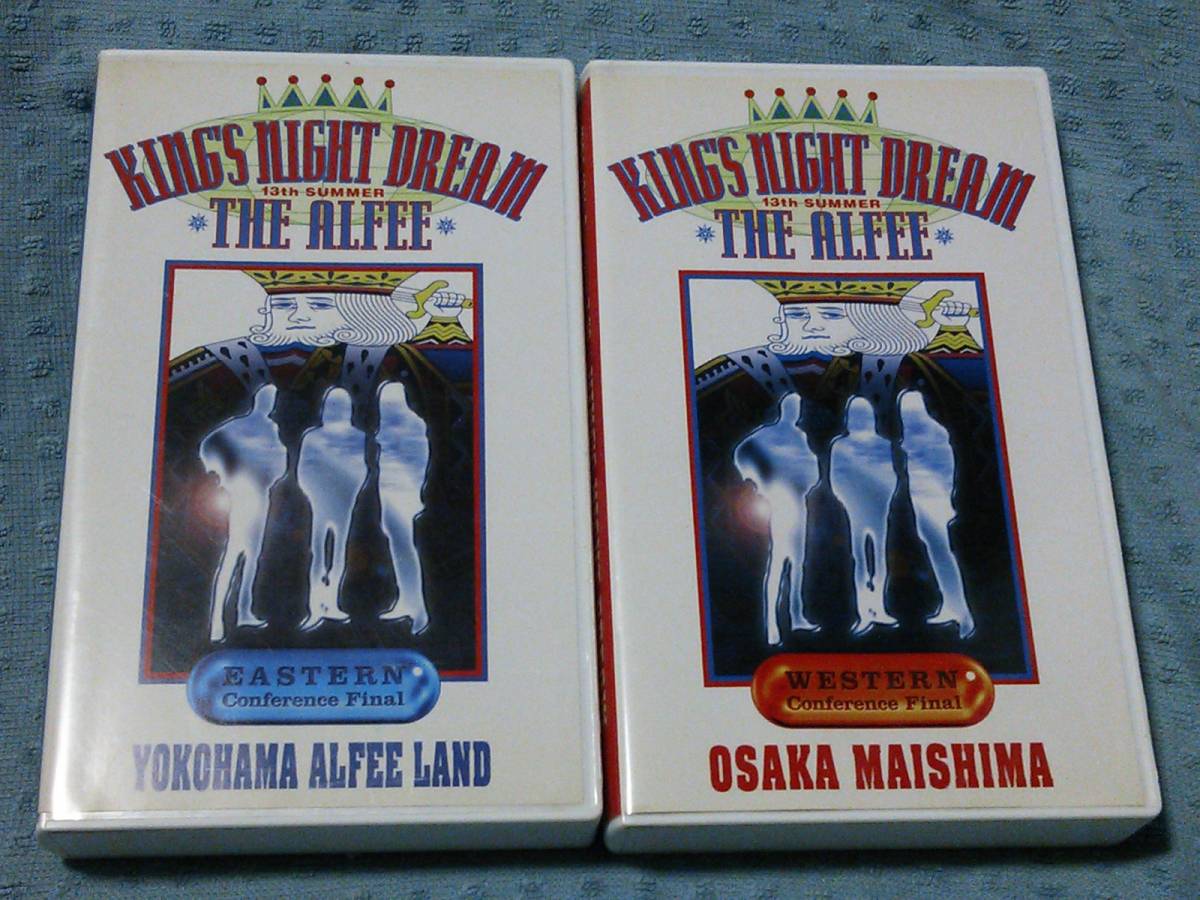 KING'S NIGHT DREAM
13th SUMMER
THE ALFEE
EASTERN
Conference Final
YOKOHAMA ALFEE LAND
KING'S NIGHT DREAM
13th SUMMER
THE ALFEE
WESTERN
Conference Final
OSAKA MAISHIMA